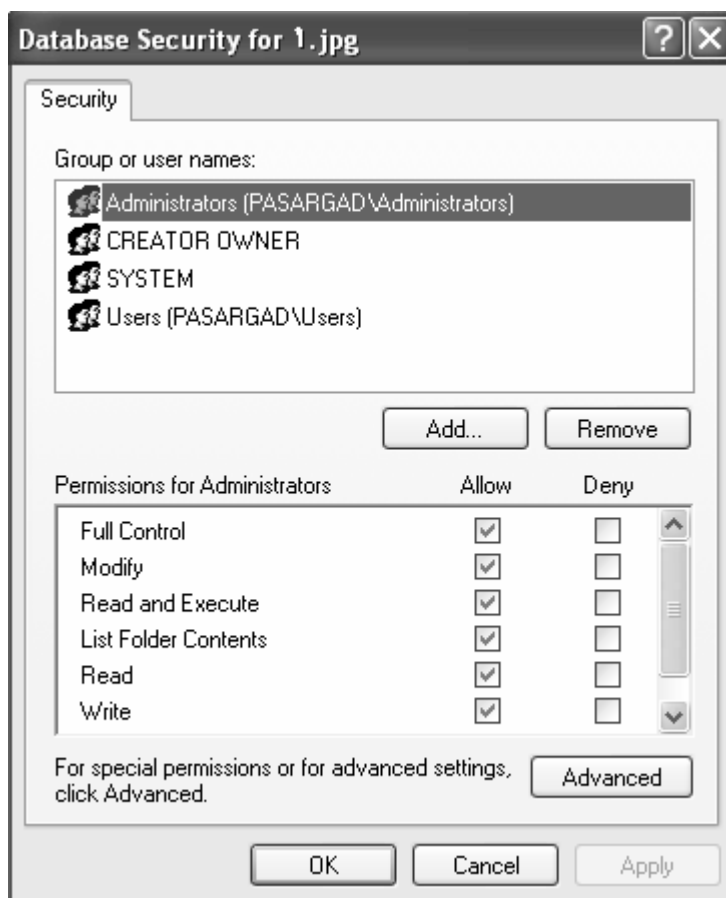 Database Security for 1.jpg
Security
Group or user names:
Administrators (PASARGAD\Administrators)
CREATOR OWNER
SYSTEM
Users (PASARGAD\Users)
Add... Remove
Permissions for Administrators Allow Deny
Full Control
Modify
Read and Execute
List Folder Contents
Read
Write
For special permissions or for advanced settings,
click Advanced.
Advanced
OK Cancel Apply